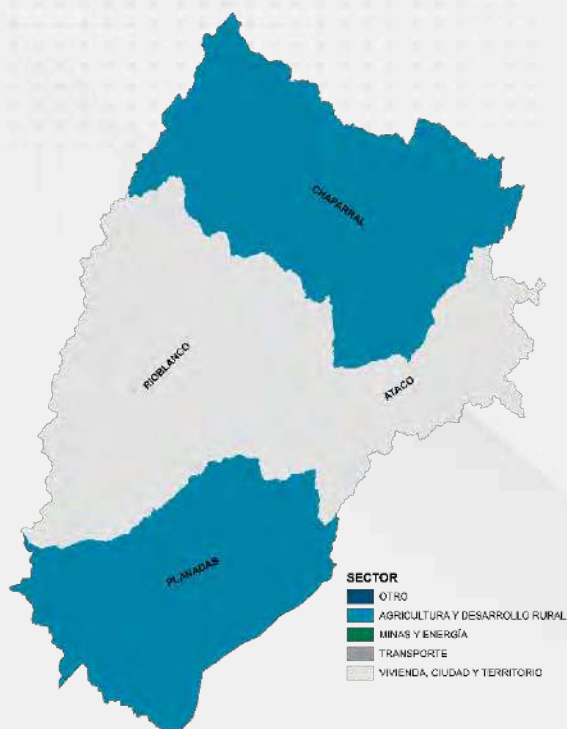 CHAPARRAL
RIOBLANCO
ATACO
PLANADAS
SECTOR
OTRO
AGRICULTURA Y DESARROLLO RURAL
MINAS Y ENERGÍA
TRANSPORTE
VIVIENDA, CIUDAD Y TERRITORIO